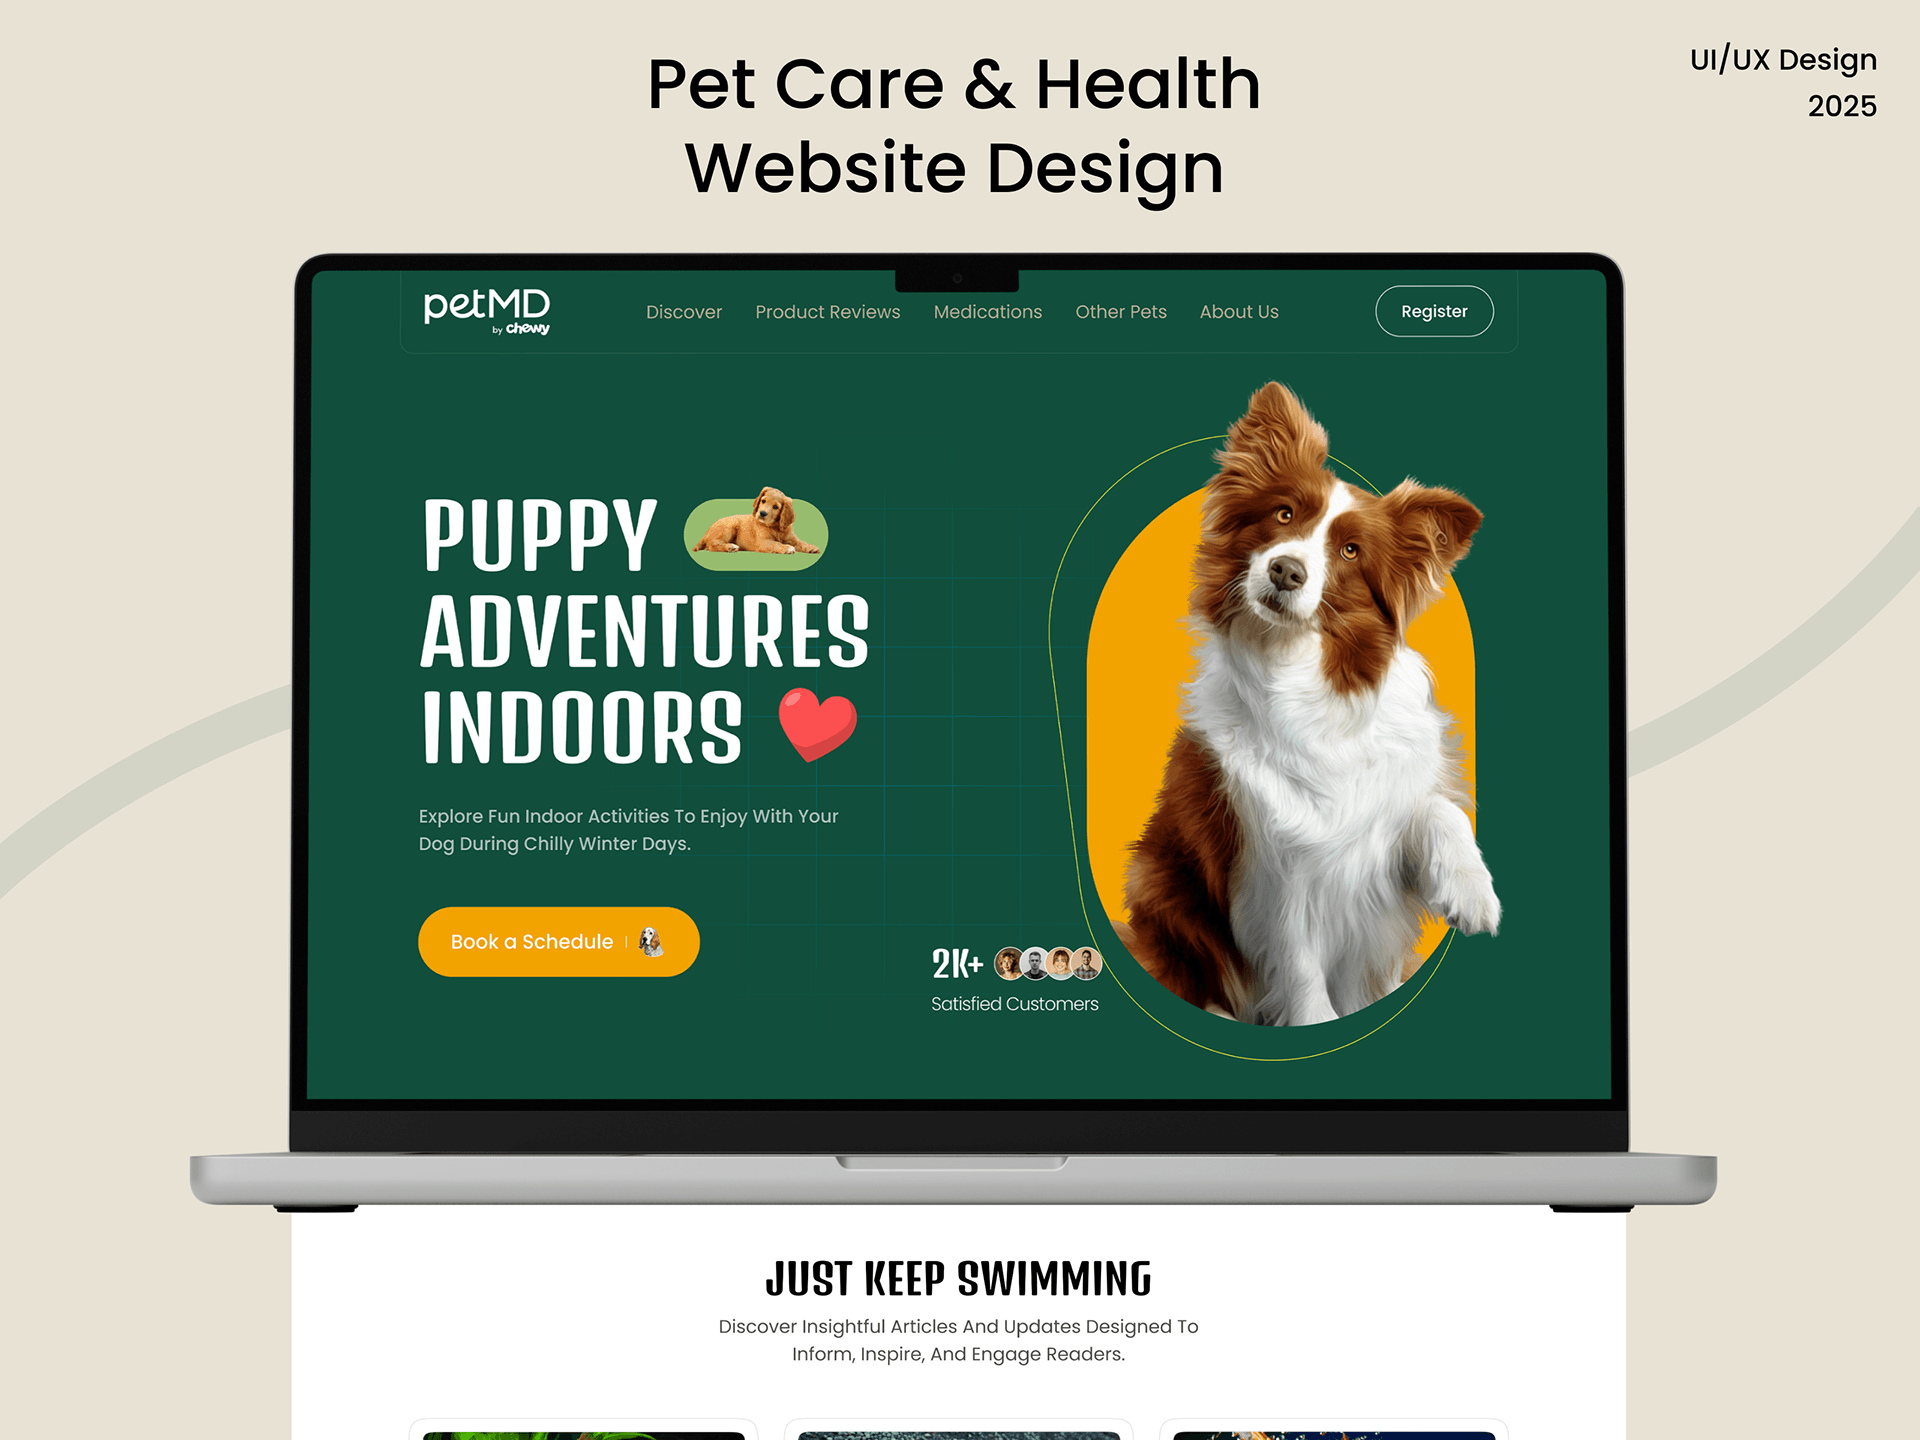 Pet Care & Health
Website Design
UI/UX Design
2025
petMD
by chewy
Discover
Product Reviews
Medications
Other Pets
About Us
Register
PUPPY
ADVENTURES
INDOORS
Explore Fun Indoor Activities To Enjoy With Your
Dog During Chilly Winter Days.
Book a Schedule
2K+
Satisfied Customers
JUST KEEP SWIMMING
Discover Insightful Articles And Updates Designed To
Inform, Inspire, And Engage Readers.